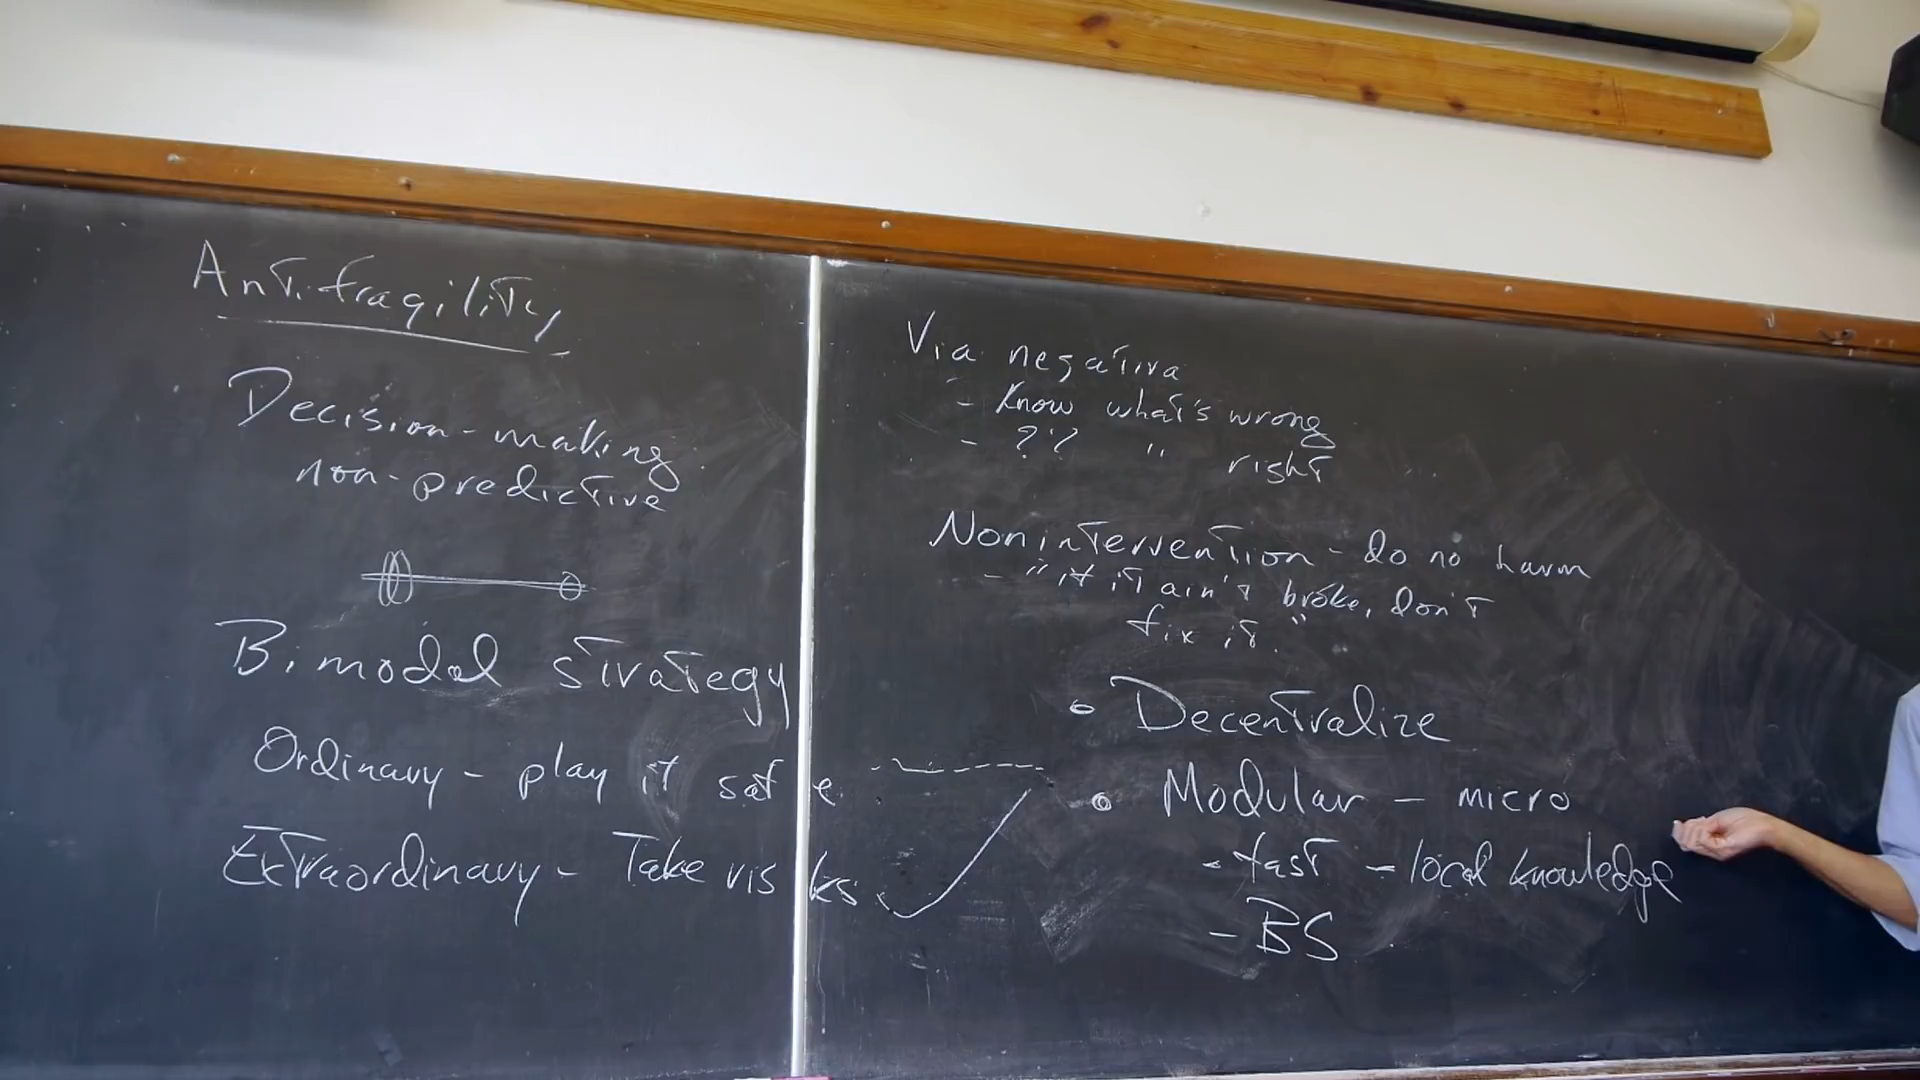 Antifragility
Decision-making
non-predictive
Bimodal strategy
Ordinary - play it safe
Extraordinary - Take risks
Via negativa
- Know what's wrong
- ?? " right
Nonintervention - do no harm
- "if it ain't broke, don't
fix it."
• Decentralize
• Modular - micro
- fast - local knowledge
- BS